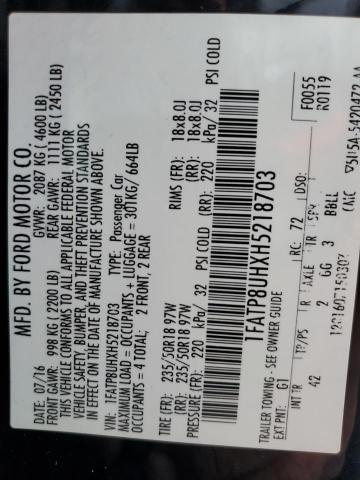 MFD. BY FORD MOTOR CO.
DATE: 07/16 GVWR: 2087 KG ( 4600 LB)
FRONT GAWR: 998 KG (2200 LB) REAR GAWR: 1111 KG ( 2450 LB)
THIS VEHICLE CONFORMS TO ALL APPLICABLE FEDERAL MOTOR
VEHICLE SAFETY, BUMPER, AND THEFT PREVENTION STANDARDS
IN EFFECT ON THE DATE OF MANUFACTURE SHOWN ABOVE.
VIN: 1FATP8UHXH5218703 TYPE: Passenger Car
MAXIMUM LOAD = OCCUPANTS + LUGGAGE = 301KG/ 664LB
OCCUPANTS = 4 TOTAL; 2 FRONT, 2 REAR
TIRE (FR): 235/50R18 97W RIMS (FR): 18x8.0J
(RR): 235/50R18 97W (RR): 18x8.0J
PRESSURE (FR): 220 kPa/ 32 PSI COLD (RR): 220 kPa/ 32 PSI COLD
1FATP8UHXH5218703
TRAILER TOWING - SEE OWNER GUIDE
EXT PNT: G1 RC: 72 DSO: F0055
R0119
INT TR TP/PS R AXLE TR SPR
42 2 GG 3 BBLL